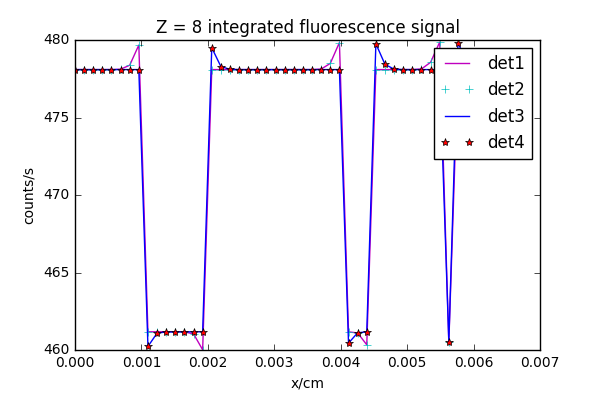 Z = 8 integrated fluorescence signal
480
475
470
465
460
counts/s
det1
det2
det3
det4
0.000 0.001 0.002 0.003 0.004 0.005 0.006 0.007
x/cm